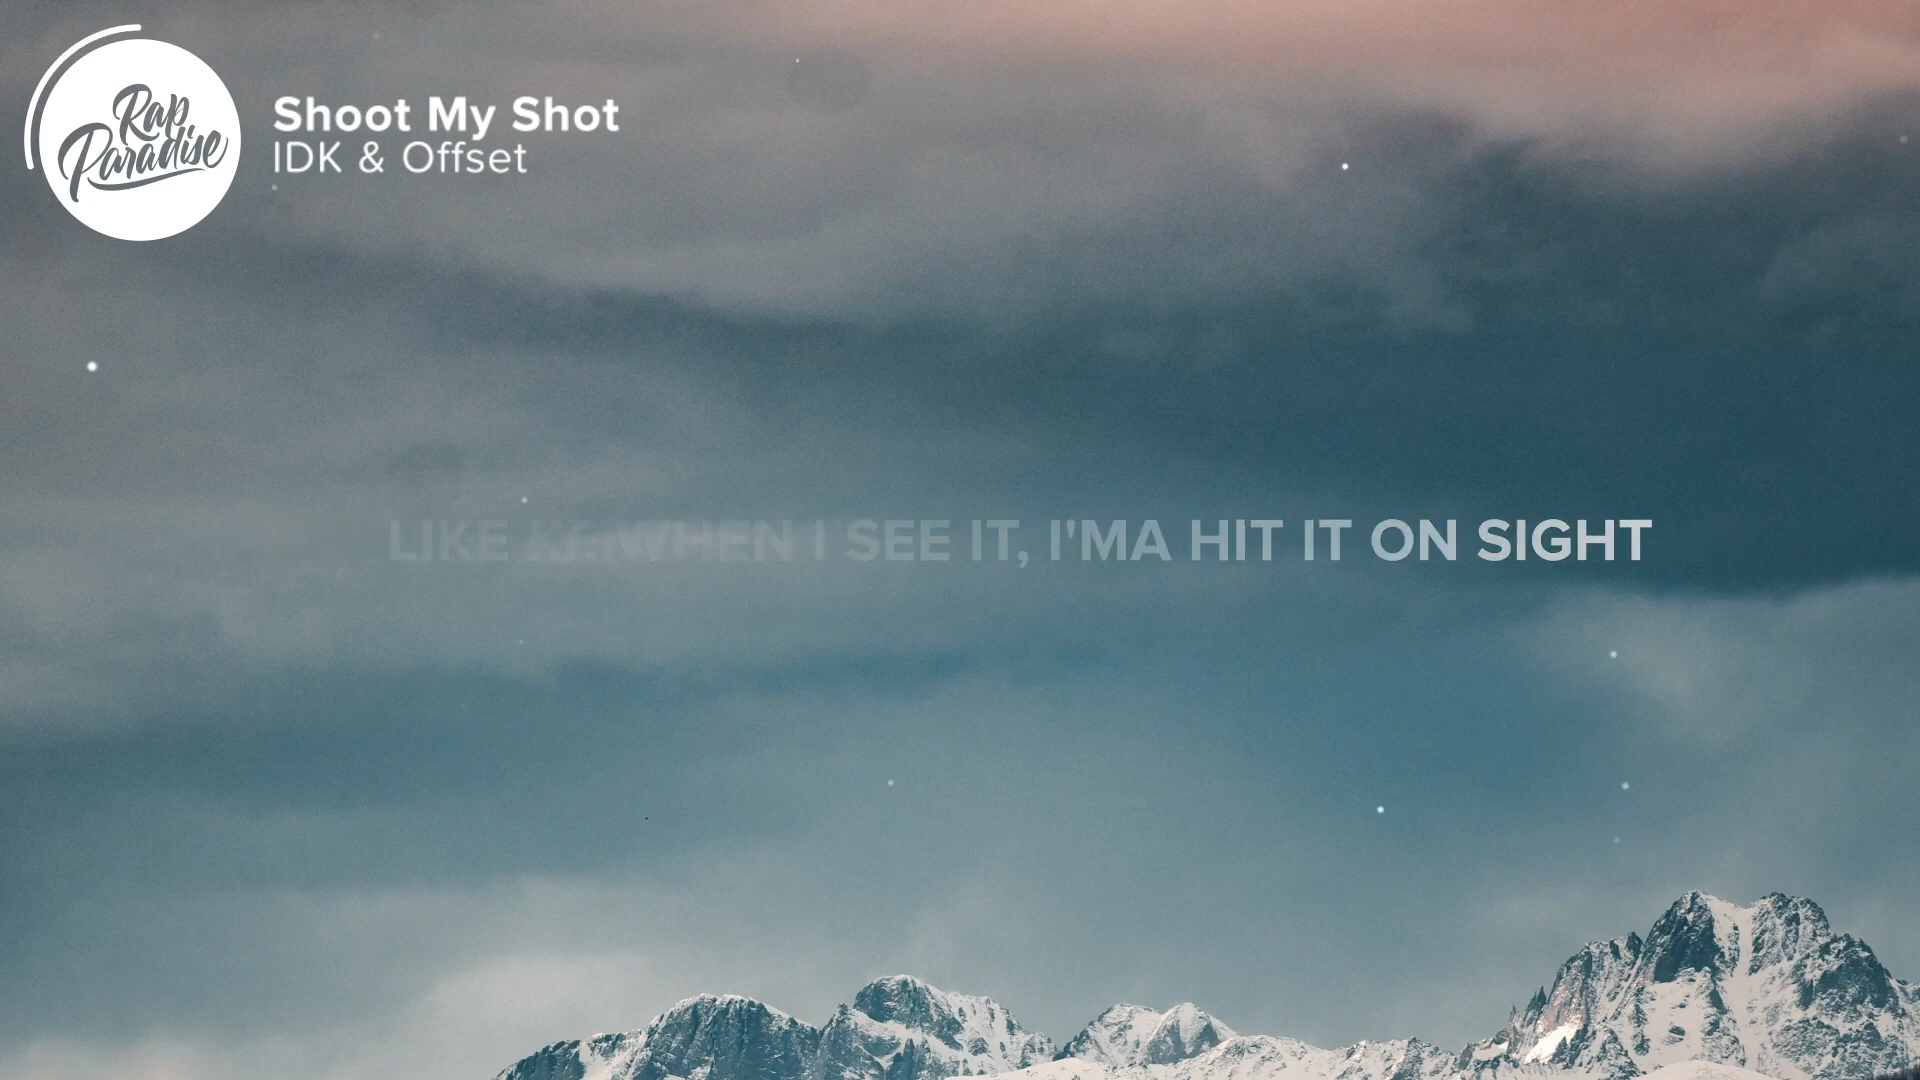 Rap
Paradise
Shoot My Shot
IDK & Offset
LIKE WHEN I SEE IT, I'MA HIT IT ON SIGHT